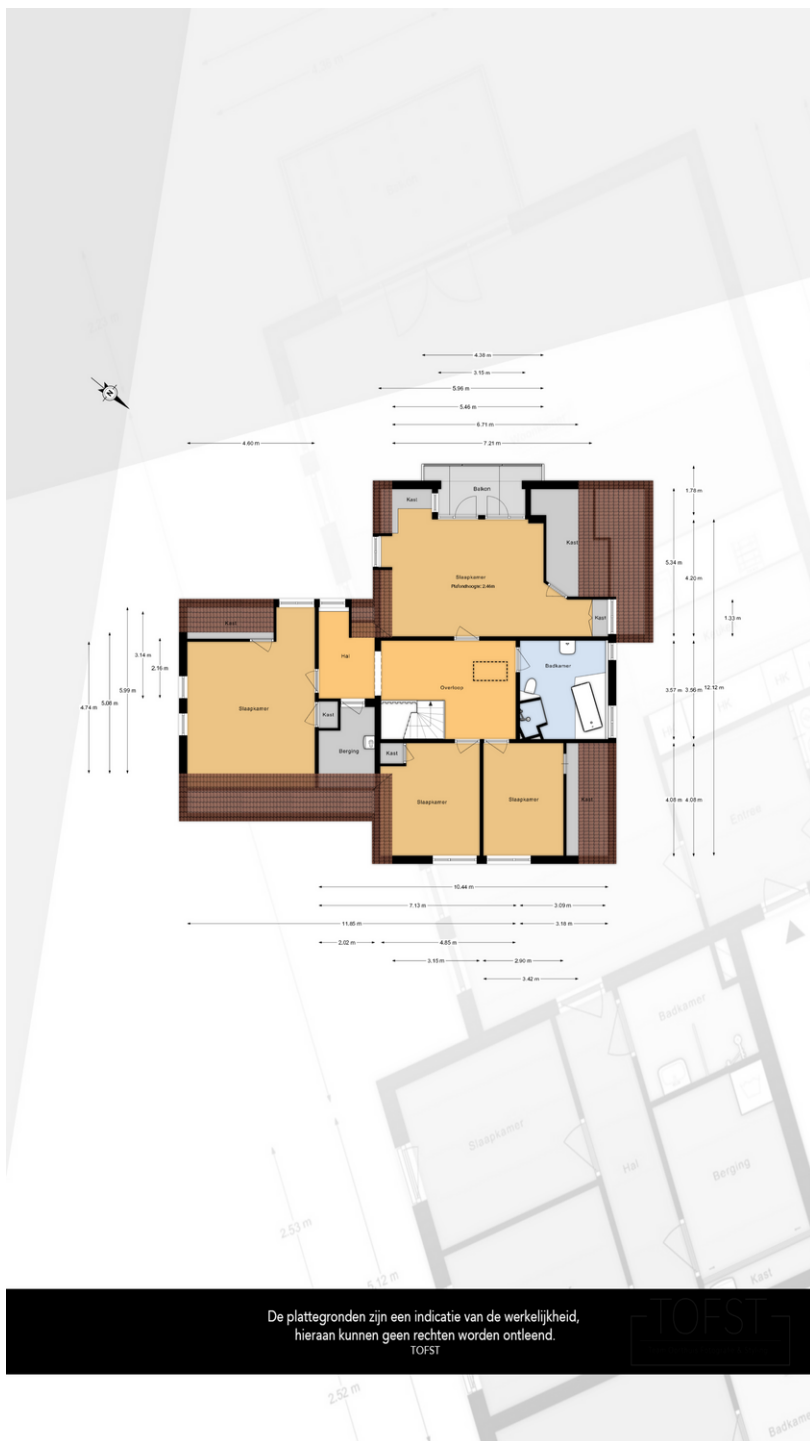 4.36 m
3.15 m
5.96 m
5.46 m
6.71 m
4.60 m
7.21 m
Balkon
Kast
1.78 m
Kast
5.34 m
4.20 m
Slaapkamer
Plafondhoogte: 2.46m
Kast
Kast
1.33 m
3.14 m
2.16 m
Hal
Badkamer
5.99 m
5.06 m
4.74 m
Overloop
3.57 m
3.56 m
12.12 m
Slaapkamer
Kast
Berging
Kast
Slaapkamer
Slaapkamer
Kast
4.08 m
4.08 m
10.44 m
7.13 m
3.09 m
11.85 m
3.18 m
2.02 m
4.85 m
3.15 m
2.90 m
3.42 m
Entree
Badkamer
Slaapkamer
Hal
Berging
2.53 m
5.12 m
Kast
De plattegronden zijn een indicatie van de werkelijkheid,
hieraan kunnen geen rechten worden ontleend.
TOFST
TOFST
2.52 m
Badkamer